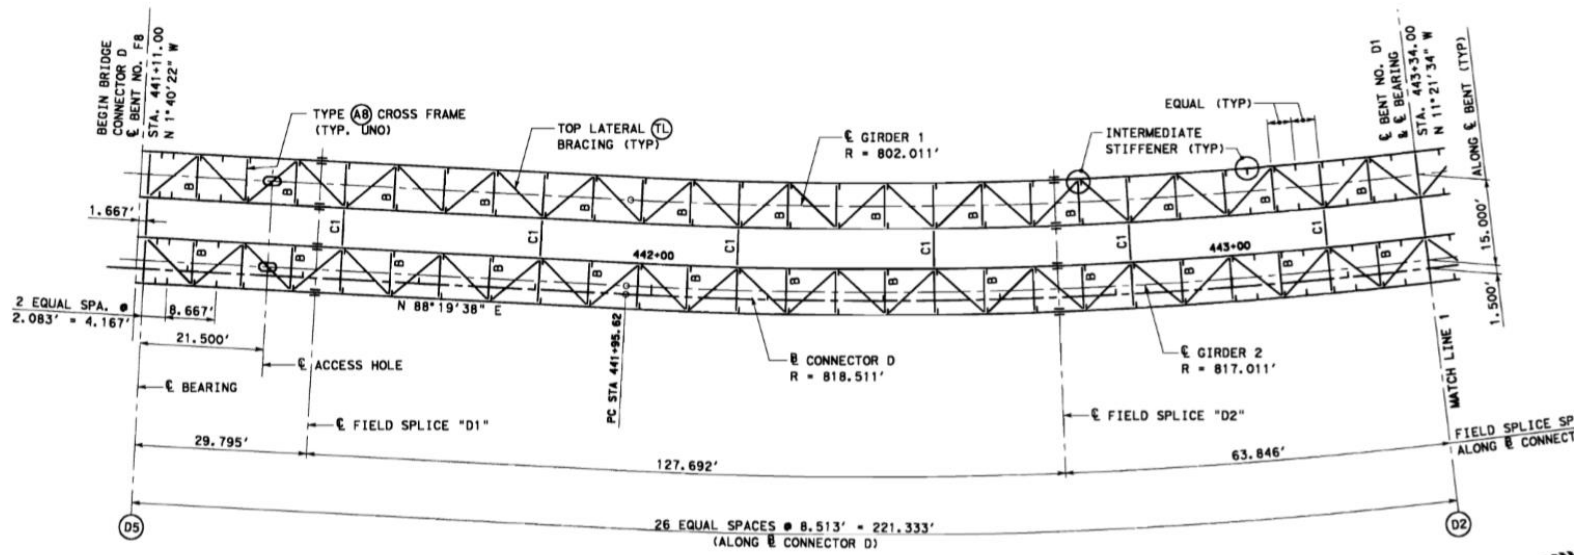 BEGIN BRIDGE
CONNECTOR D
℄ BENT NO. F8
STA. 441+11.00
N 1°40'22" W
TYPE A8 CROSS FRAME
(TYP. UNO)
TOP LATERAL TL
BRACING (TYP)
℄ GIRDER 1
R = 802.011'
EQUAL (TYP)
INTERMEDIATE
STIFFENER (TYP)
℄ BENT NO. D1
& ℄ BEARING
STA. 443+34.00
N 11°21'34" W
ALONG ℄ BENT (TYP)
15.000'
1.500'
1.667'
B
B
B
B
B
B
B
B
B
B
B
B
C1
C1
C1
C1
C1
C1
442+00
443+00
B
B
B
B
B
B
B
B
B
B
B
B
B
N 88°19'38" E
2 EQUAL SPA. @
2.083' = 4.167'
8.667'
21.500'
℄ ACCESS HOLE
℄ BEARING
℄ FIELD SPLICE "D1"
PC STA 441+95.62
CONNECTOR D
R = 818.511'
℄ GIRDER 2
R = 817.011'
℄ FIELD SPLICE "D2"
MATCH LINE 1
29.795'
127.692'
63.846'
FIELD SPLICE SP
ALONG CONNECT
26 EQUAL SPACES @ 8.513' = 221.333'
(ALONG CONNECTOR D)
D5
D2